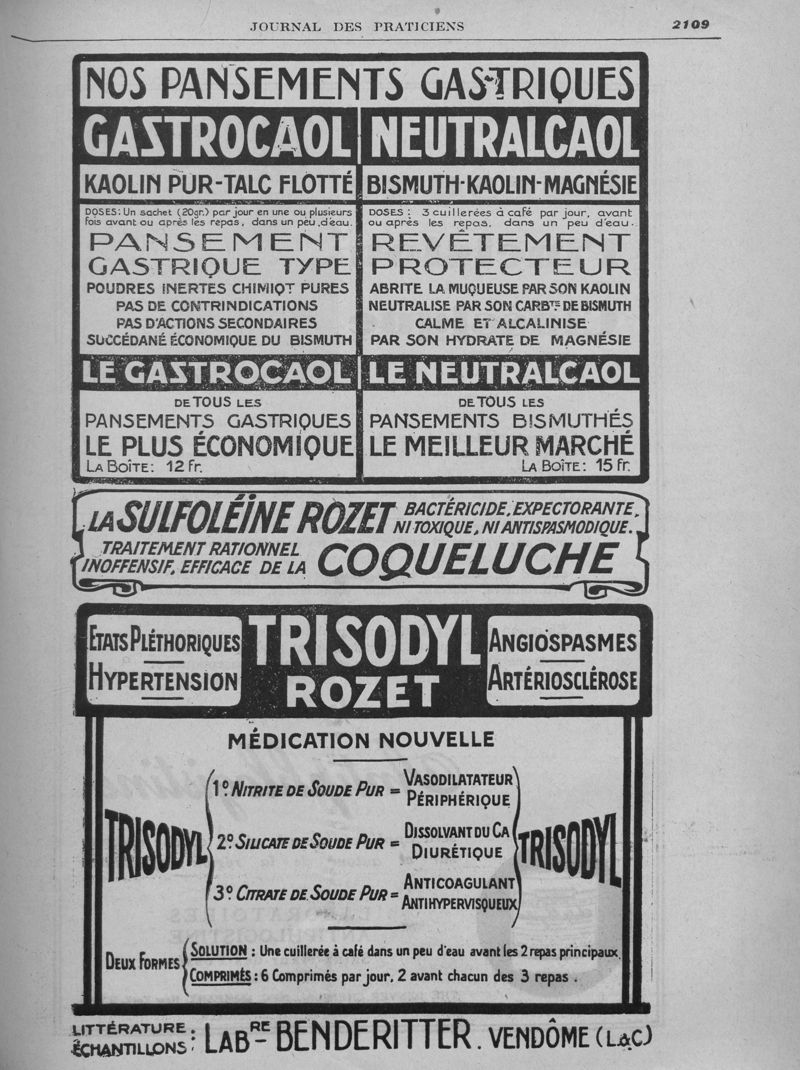 JOURNAL DES PRATICIENS
2109
NOS PANSEMENTS GASTRIQUES
GASTROCAOL
KAOLIN PUR-TALC FLOTTÉ
DOSES: Un sachet (20gr.) par jour en une ou plusieurs
fois avant ou après les repas, dans un peu d'eau.
PANSEMENT
GASTRIQUE TYPE
POUDRES INERTES CHIMIQT PURES
PAS DE CONTRINDICATIONS
PAS D'ACTIONS SECONDAIRES
SUCCÉDANÉ ÉCONOMIQUE DU BISMUTH
LE GASTROCAOL
DE TOUS LES
PANSEMENTS GASTRIQUES
LE PLUS ÉCONOMIQUE
LA BOÎTE: 12 Fr.
NEUTRALCAOL
BISMUTH-KAOLIN-MAGNÉSIE
DOSES: 3 cuillerées à café par jour, avant
ou après les repas, dans un peu d'eau.
REVÊTEMENT
PROTECTEUR
ABRITE LA MUQUEUSE PAR SON KAOLIN
NEUTRALISE PAR SON CARBTE DE BISMUTH
CALME ET ALCALINISE
PAR SON HYDRATE DE MAGNÉSIE
LE NEUTRALCAOL
DE TOUS LES
PANSEMENTS BISMUTHÉS
LE MEILLEUR MARCHÉ
LA BOÎTE: 15 Fr.
LA SULFOLÉINE ROZET
BACTÉRICIDE, EXPECTORANTE,
NI TOXIQUE, NI ANTISPASMODIQUE.
TRAITEMENT RATIONNEL
INOFFENSIF, EFFICACE DE LA
COQUELUCHE
ETATS PLÉTHORIQUES
HYPERTENSION
TRISODYL
ROZET
ANGIOSPASMES
ARTÉRIOSCLÉROSE
MÉDICATION NOUVELLE
TRISODYL
1º NITRITE DE SOUDE PUR = VASODILATATEUR
PÉRIPHÉRIQUE
2º SILICATE DE SOUDE PUR = DISSOLVANT DU CA
DIURÉTIQUE
3º CITRATE DE SOUDE PUR = ANTICOAGULANT
ANTIHYPERVISQUEUX
TRISODYL
DEUX FORMES
SOLUTION : Une cuillerée à café dans un peu d'eau avant les 2 repas principaux.
COMPRIMÉS : 6 Comprimés par jour, 2 avant chacun des 3 repas.
LITTÉRATURE:
ÉCHANTILLONS:
LABRE BENDERITTER. VENDÔME (L&C)